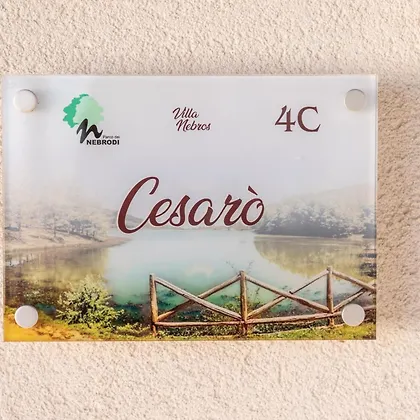 Parco dei
NEBRODI
Villa
Nebros
4C
Cesarò